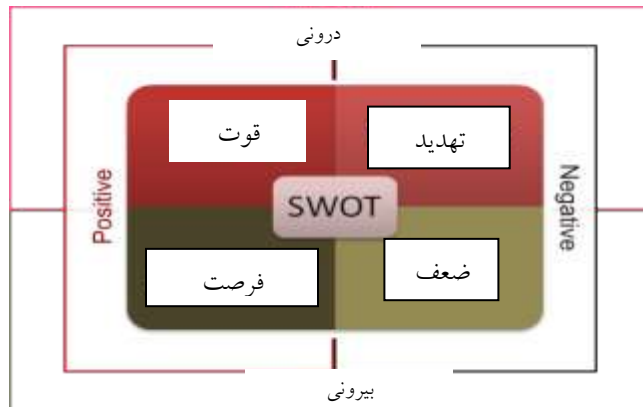 درونی
قوت
تهدید
Positive
SWOT
Negative
فرصت
ضعف
بیرونی